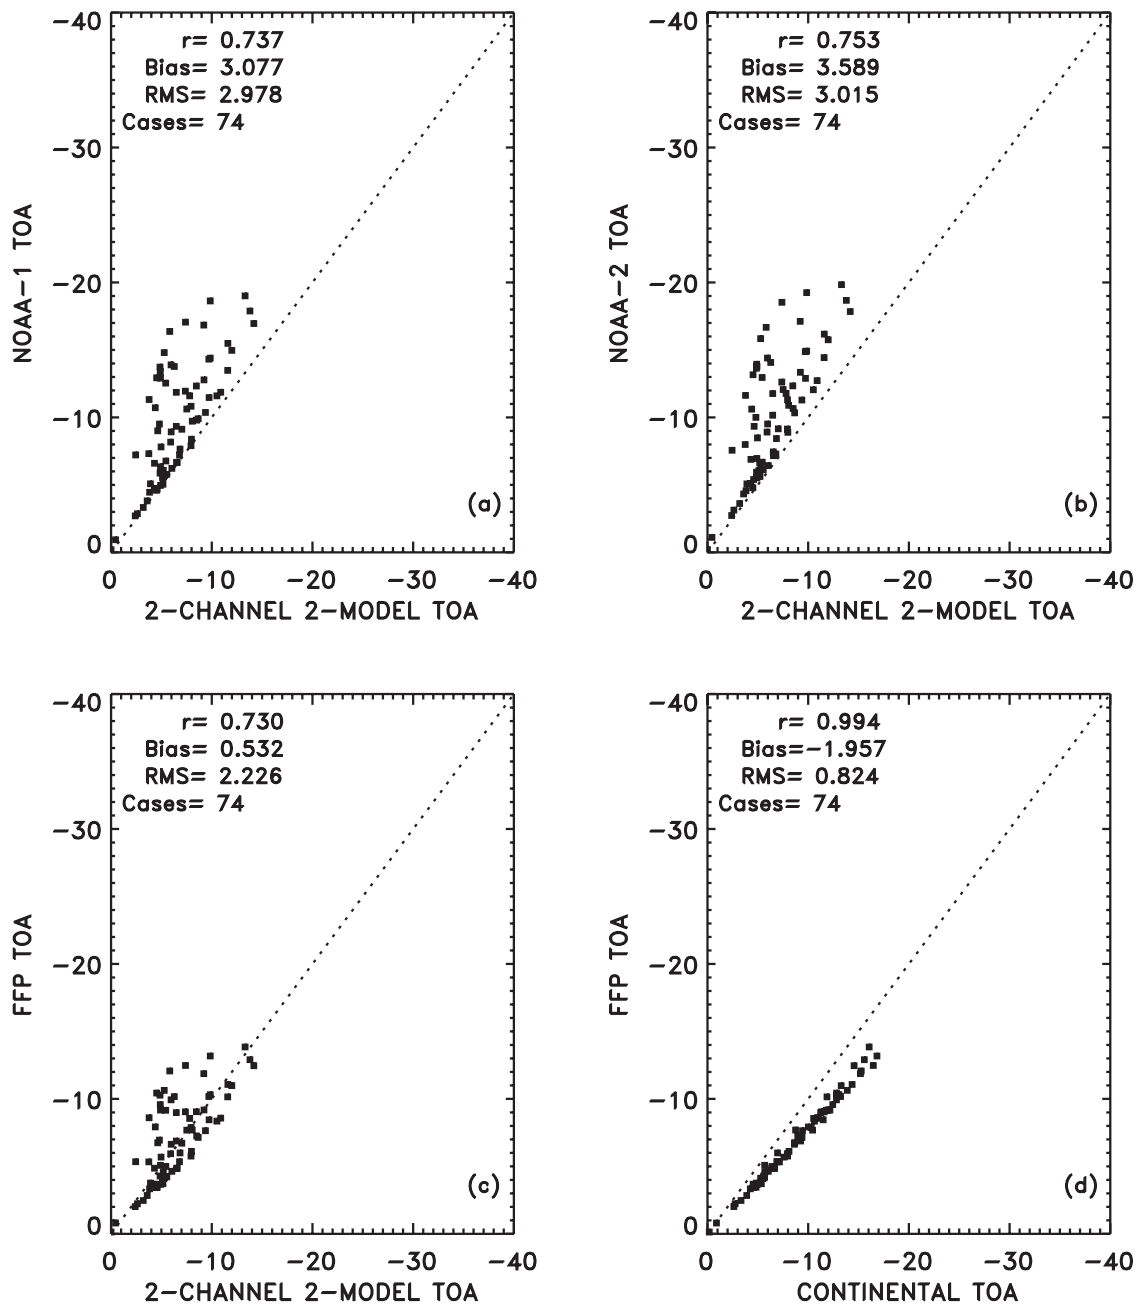 −40
r= 0.737
Bias= 3.077
RMS= 2.978
Cases= 74
−30
−20
−10
0
NOAA−1 TOA
(a)
0 −10 −20 −30 −40
2−CHANNEL 2−MODEL TOA
−40
r= 0.753
Bias= 3.589
RMS= 3.015
Cases= 74
−30
−20
−10
0
NOAA−2 TOA
(b)
0 −10 −20 −30 −40
2−CHANNEL 2−MODEL TOA
−40
r= 0.730
Bias= 0.532
RMS= 2.226
Cases= 74
−30
−20
−10
0
FFP TOA
(c)
0 −10 −20 −30 −40
2−CHANNEL 2−MODEL TOA
−40
r= 0.994
Bias=−1.957
RMS= 0.824
Cases= 74
−30
−20
−10
0
FFP TOA
(d)
0 −10 −20 −30 −40
CONTINENTAL TOA